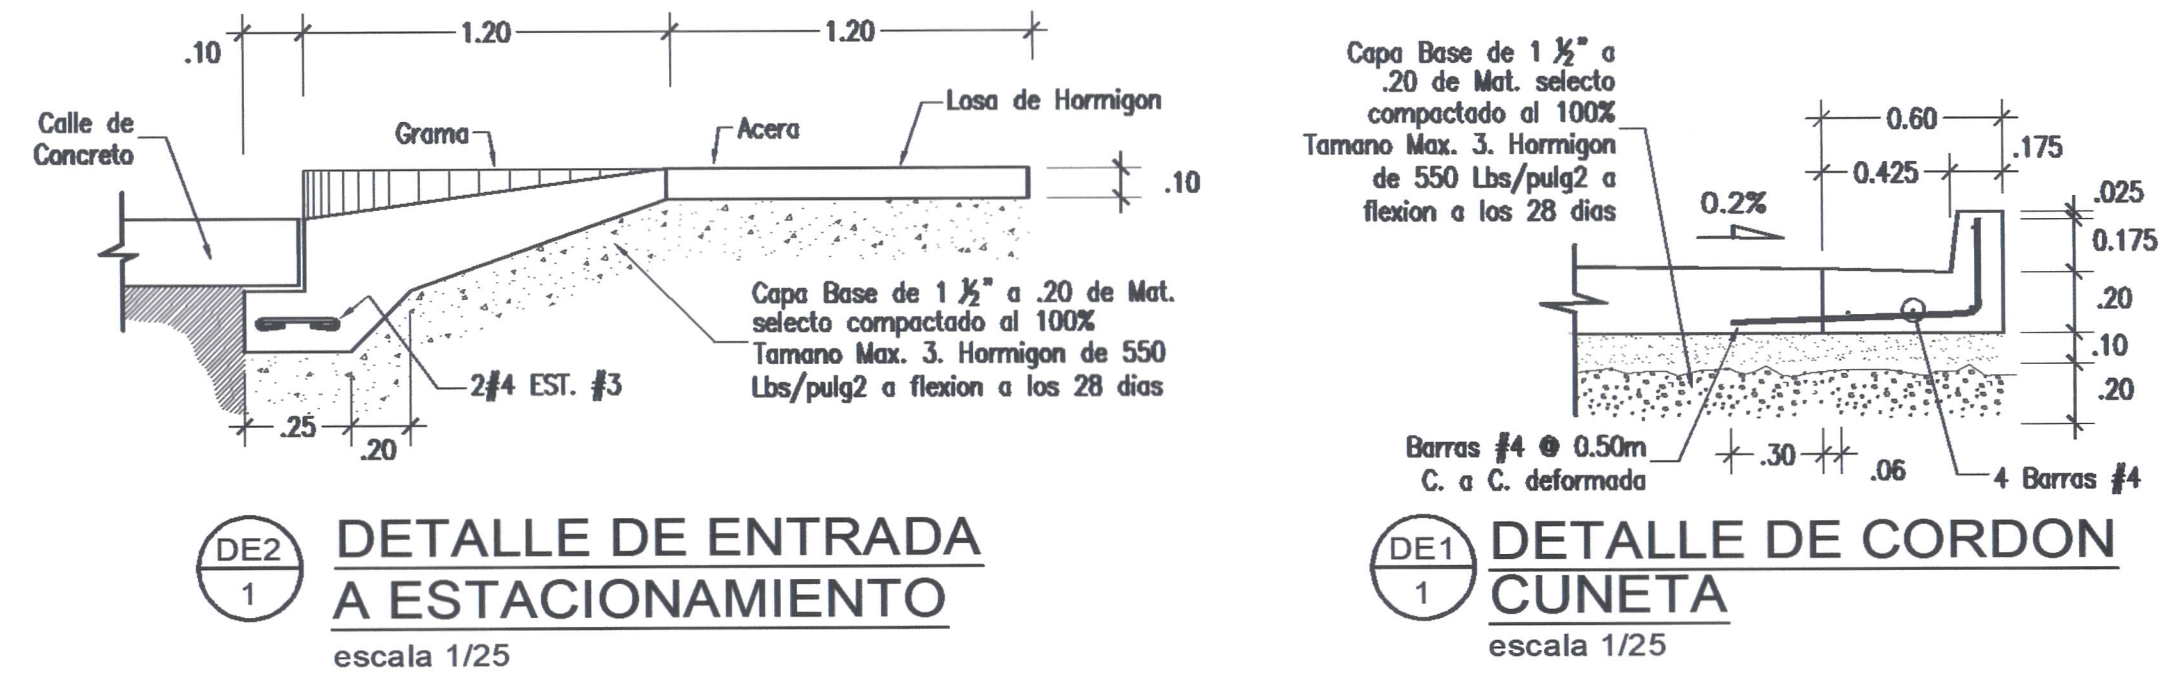 .10
1.20
1.20
Calle de
Concreto
Grama
Acera
Losa de Hormigon
.10
Capa Base de 1 ½" a .20 de Mat.
selecto compactado al 100%
Tamano Max. 3. Hormigon de 550
Lbs/pulg2 a flexion a los 28 dias
2#4 EST. #3
.25
.20
DE2
1
DETALLE DE ENTRADA
A ESTACIONAMIENTO
escala 1/25
Capa Base de 1 ½" a
.20 de Mat. selecto
compactado al 100%
Tamano Max. 3. Hormigon
de 550 Lbs/pulg2 a
flexion a los 28 dias
0.60
.175
0.425
0.2%
.025
0.175
.20
.10
.20
Barras #4 @ 0.50m
C. a C. deformada
.30
.06
4 Barras #4
DE1
1
DETALLE DE CORDON
CUNETA
escala 1/25